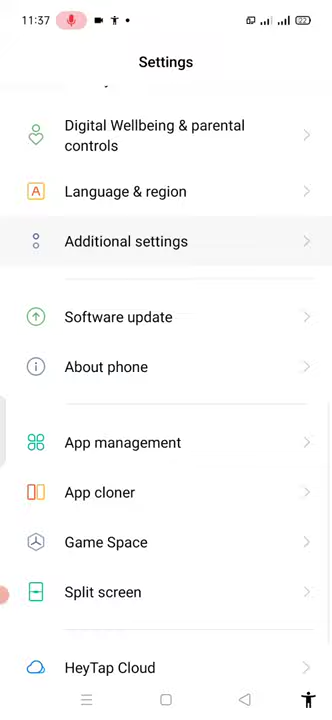 11:37
22
Settings
Digital Wellbeing & parental
controls
A Language & region
Additional settings
Software update
About phone
App management
App cloner
Game Space
Split screen
HeyTap Cloud